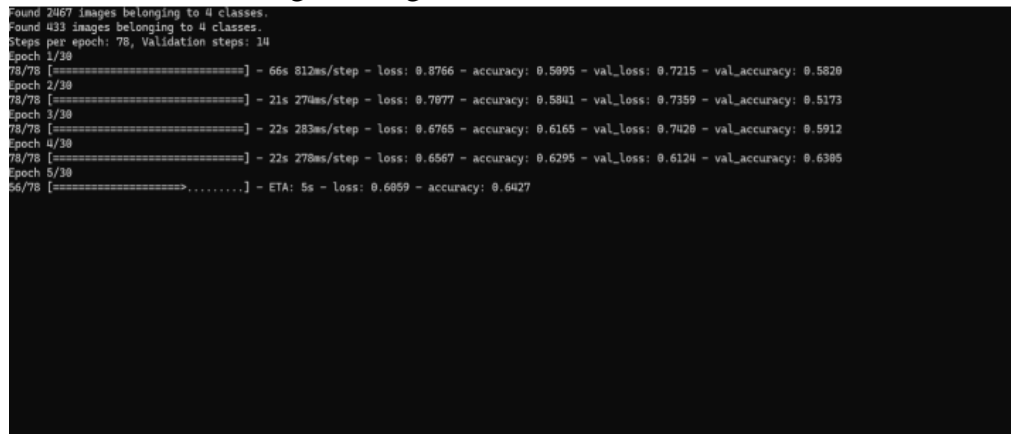 Found 2467 images belonging to 4 classes.
Found 433 images belonging to 4 classes.
Steps per epoch: 78, Validation steps: 14
Epoch 1/30
78/78 [==============================] - 66s 812ms/step - loss: 0.8766 - accuracy: 0.5095 - val_loss: 0.7215 - val_accuracy: 0.5820
Epoch 2/30
78/78 [==============================] - 21s 274ms/step - loss: 0.7077 - accuracy: 0.5841 - val_loss: 0.7359 - val_accuracy: 0.5173
Epoch 3/30
78/78 [==============================] - 22s 283ms/step - loss: 0.6765 - accuracy: 0.6165 - val_loss: 0.7420 - val_accuracy: 0.5912
Epoch 4/30
78/78 [==============================] - 22s 278ms/step - loss: 0.6567 - accuracy: 0.6295 - val_loss: 0.6124 - val_accuracy: 0.6305
Epoch 5/30
56/78 [====================>.........] - ETA: 5s - loss: 0.6059 - accuracy: 0.6427